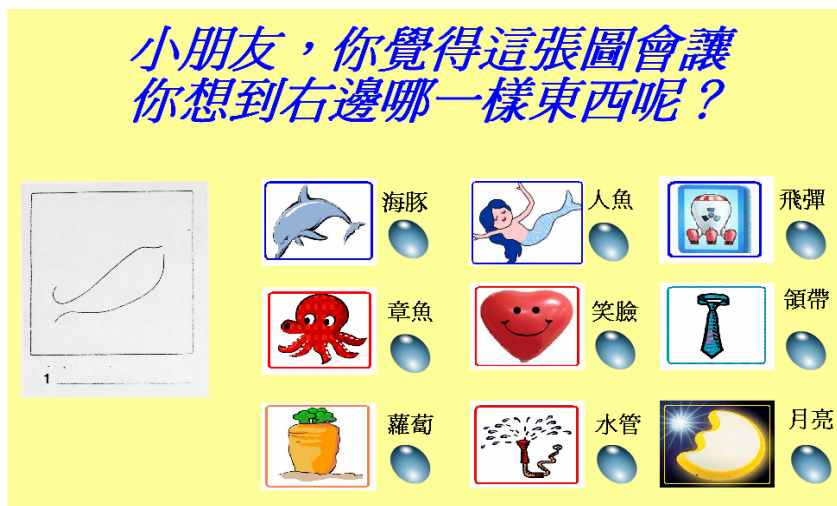 小朋友，你覺得這張圖會讓
你想到右邊哪一樣東西呢？
海豚
人魚
飛彈
章魚
笑臉
領帶
蘿蔔
水管
月亮
1